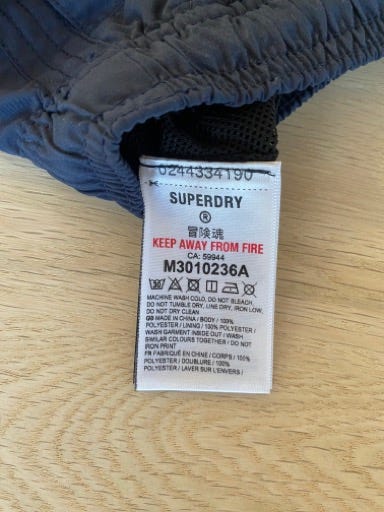 6244334190
SUPERDRY
®
冒険魂
KEEP AWAY FROM FIRE
CA: 59944
M3010236A
MACHINE WASH COLD, DO NOT BLEACH,
DO NOT TUMBLE DRY, LINE DRY, IRON LOW,
DO NOT DRY CLEAN
GB MADE IN CHINA / BODY / 100%
POLYESTER / LINING / 100% POLYESTER /
WASH GARMENT INSIDE OUT / WASH
SIMILAR COLOURS TOGETHER / DO NOT
IRON PRINT
FR FABRIQUÉ EN CHINE / CORPS / 100%
POLYESTER / DOUBLURE / 100%
POLYESTER / LAVER SUR L'ENVERS /